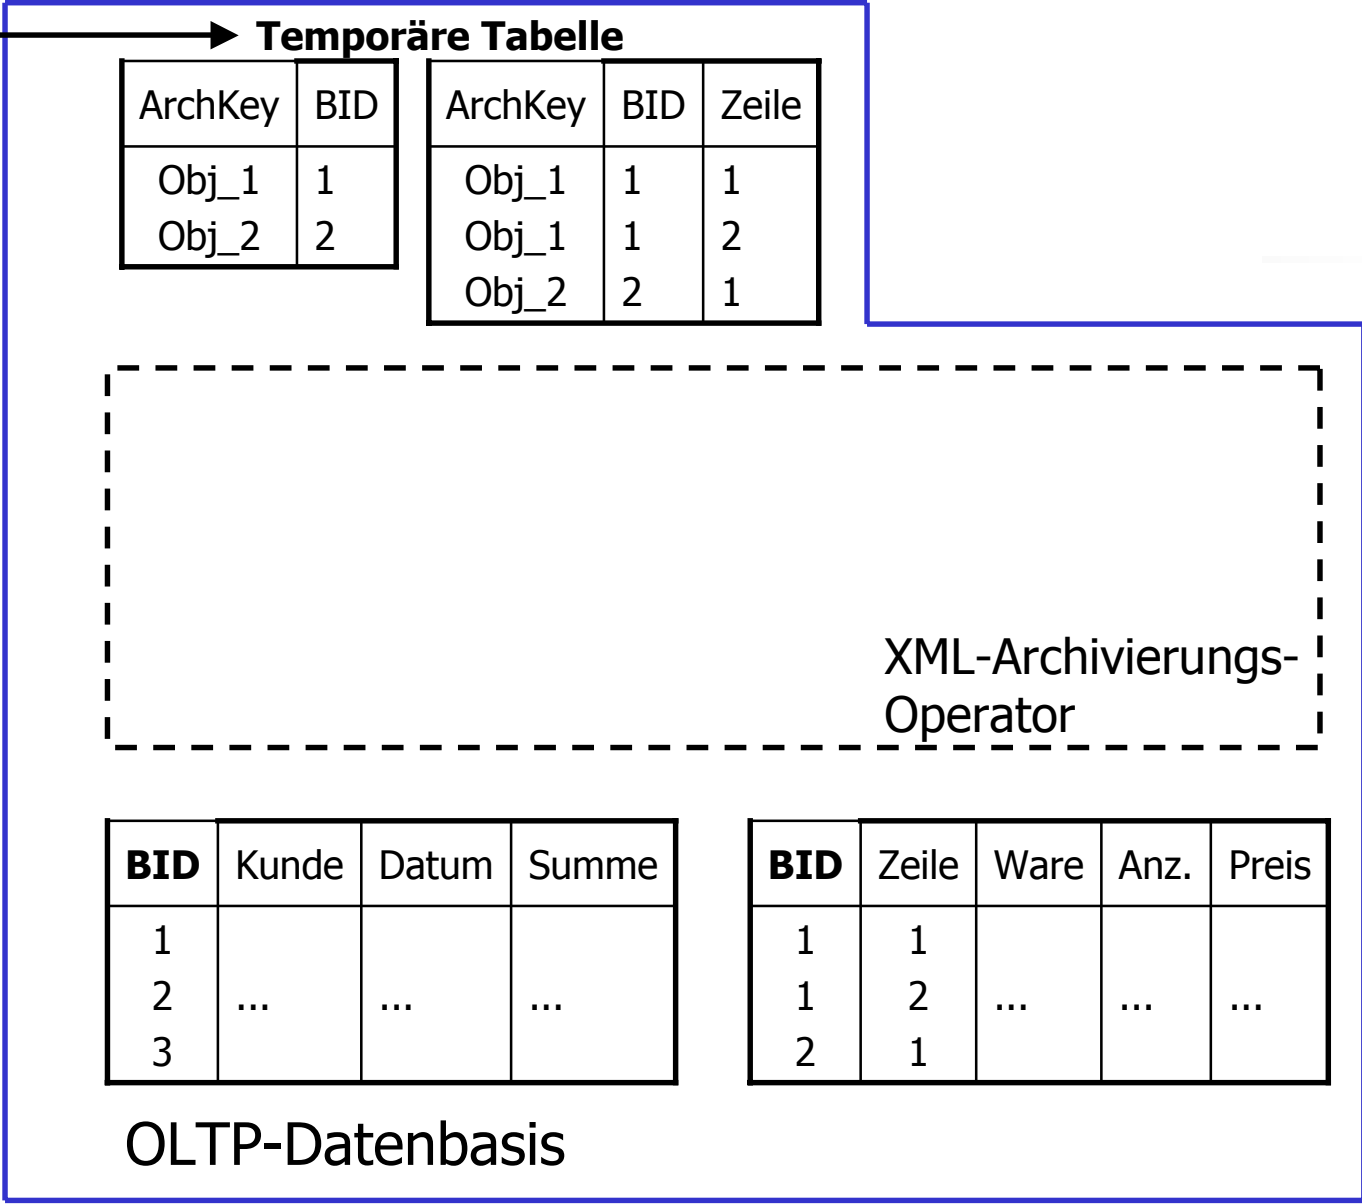 Temporäre Tabelle
ArchKey BID
Obj_1 1
Obj_2 2
ArchKey BID Zeile
Obj_1 1 1
Obj_1 1 2
Obj_2 2 1
XML-Archivierungs-
Operator
BID Kunde Datum Summe
1
2 ... ... ...
3
BID Zeile Ware Anz. Preis
1 1
1 2 ... ... ...
2 1
OLTP-Datenbasis